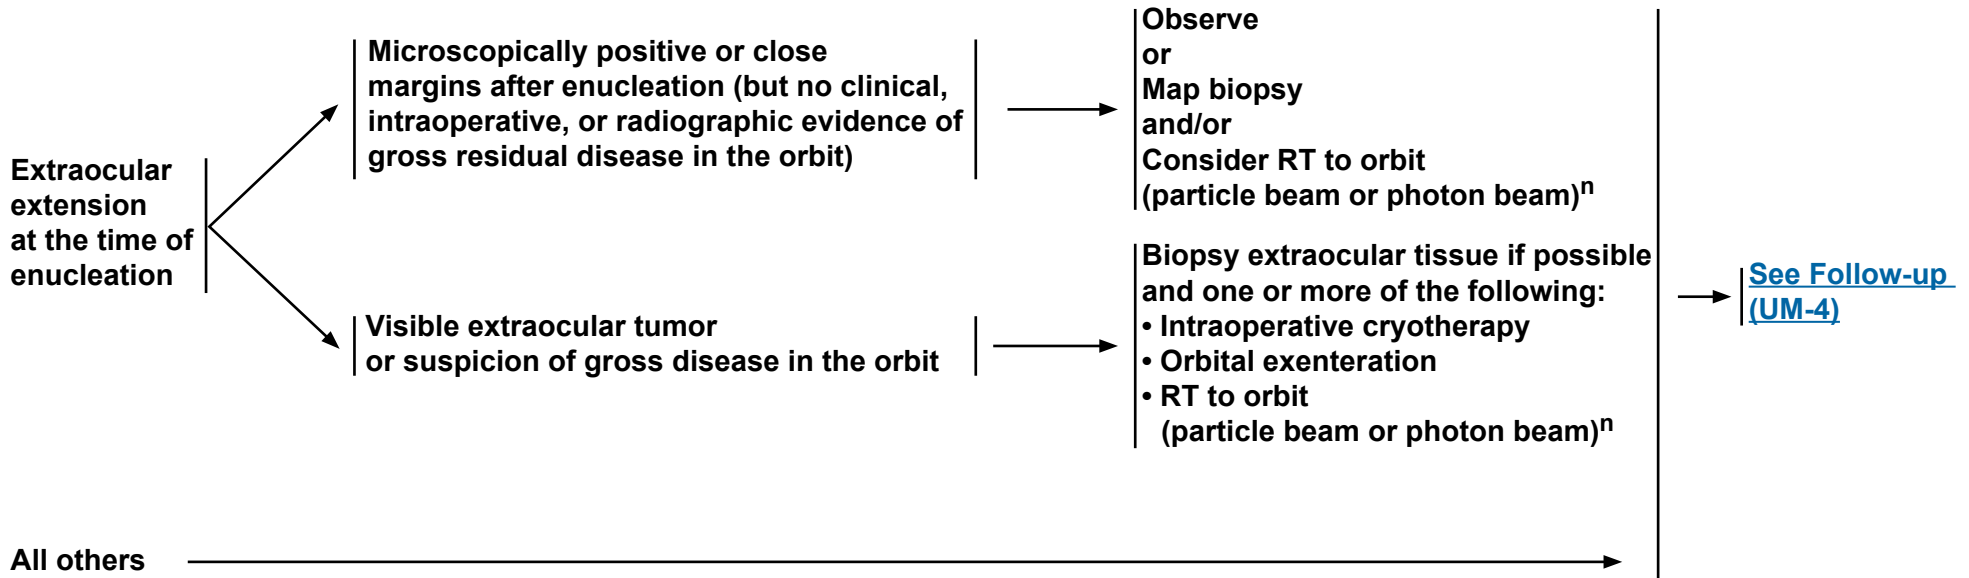 Extraocular
extension
at the time of
enucleation
Microscopically positive or close
margins after enucleation (but no clinical,
intraoperative, or radiographic evidence of
gross residual disease in the orbit)
Observe
or
Map biopsy
and/or
Consider RT to orbit
(particle beam or photon beam)n
Visible extraocular tumor
or suspicion of gross disease in the orbit
Biopsy extraocular tissue if possible
and one or more of the following:
• Intraoperative cryotherapy
• Orbital exenteration
• RT to orbit
(particle beam or photon beam)n
See Follow-up
(UM-4)
All others